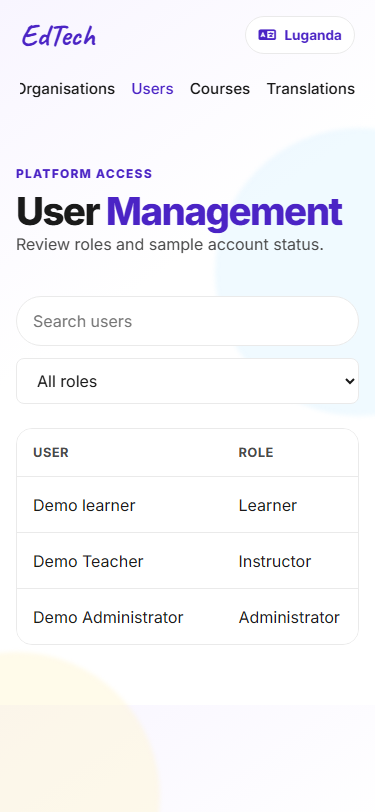 EdTech
Luganda
Organisations Users Courses Translations
PLATFORM ACCESS
User Management
Review roles and sample account status.
Search users
All roles
USER ROLE
Demo learner Learner
Demo Teacher Instructor
Demo Administrator Administrator